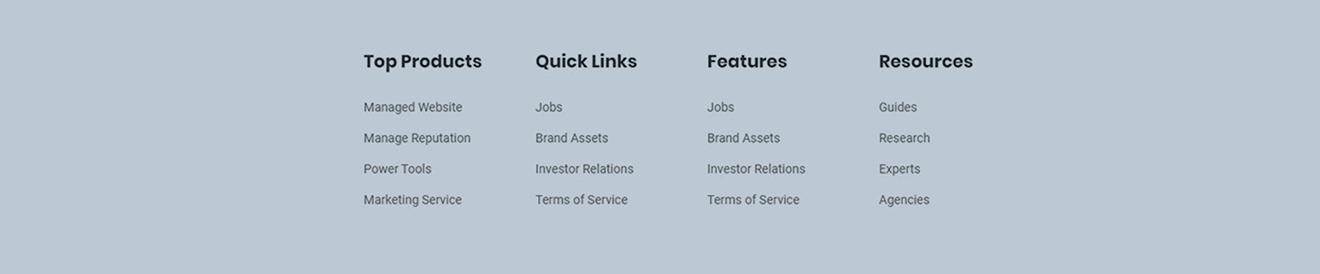 Top Products
Managed Website
Manage Reputation
Power Tools
Marketing Service
Quick Links
Jobs
Brand Assets
Investor Relations
Terms of Service
Features
Jobs
Brand Assets
Investor Relations
Terms of Service
Resources
Guides
Research
Experts
Agencies